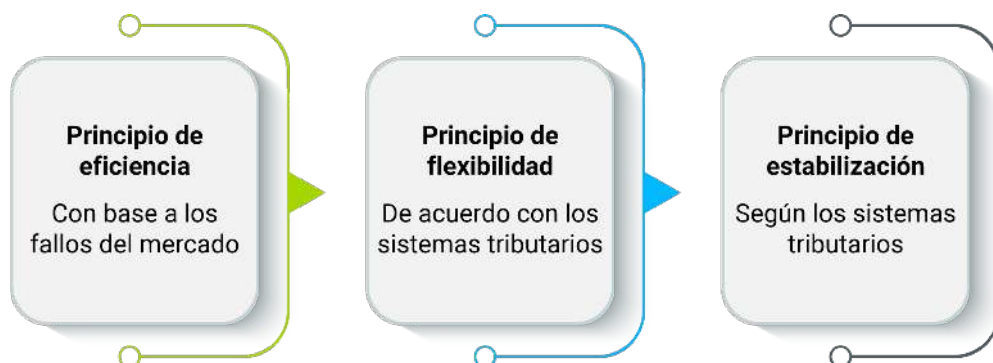 Principio de
eficiencia
Con base a los
fallos del mercado
Principio de
flexibilidad
De acuerdo con los
sistemas tributarios
Principio de
estabilización
Según los sistemas
tributarios